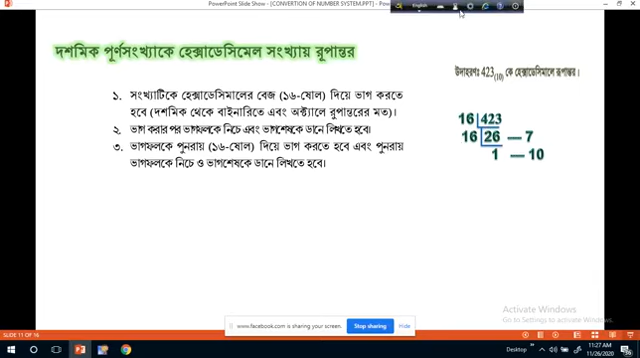 PowerPoint Slide Show - [CONVERTION OF NUMBER SYSTEM.PPT] - Pow
English
দশমিক পূর্ণসংখ্যাকে হেক্সাডেসিমেল সংখ্যায় রূপান্তর
উদাহরণঃ 423(10) কে হেক্সাডেসিমালে রূপান্তর।
১. সংখ্যাটিকে হেক্সাডেসিমালের বেজ (১৬-ষোল) দিয়ে ভাগ করতে
হবে (দশমিক থেকে বাইনারিতে এবং অক্ট্যালে রুপান্তরের মত)।
২. ভাগ করার পর ভাগফলকে নিচে এবং ভাগশেষকে ডানে লিখতে হবে।
৩. ভাগফলকে পুনরায় (১৬-ষোল) দিয়ে ভাগ করতে হবে এবং পুনরায়
ভাগফলকে নিচে ও ভাগশেষকে ডানে লিখতে হবে।
16 423
16 26 — 7
1 — 10
Activate Windows
Go to Settings to activate Windows.
www.facebook.com is sharing your screen.
Stop sharing
Hide
SLIDE 11 OF 16
Desktop
11:27 AM
11/26/2020